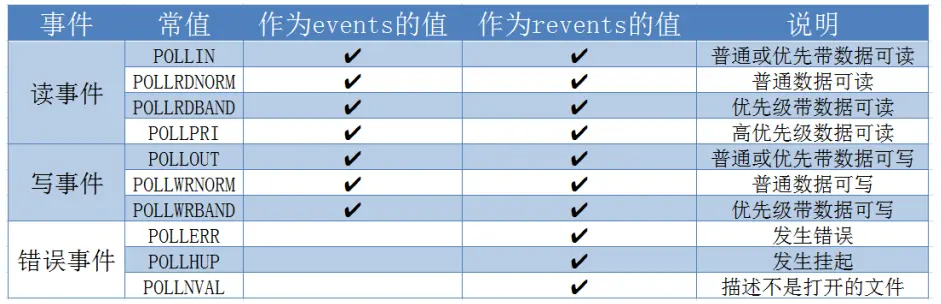 事件 常值 作为events的值 作为revents的值 说明
读事件 POLLIN ✔ ✔ 普通或优先带数据可读
POLLRDNORM ✔ ✔ 普通数据可读
POLLRDBAND ✔ ✔ 优先级带数据可读
POLLPRI ✔ ✔ 高优先级数据可读
写事件 POLLOUT ✔ ✔ 普通或优先带数据可写
POLLWRNORM ✔ ✔ 普通数据可写
POLLWRBAND ✔ ✔ 优先级带数据可写
错误事件 POLLERR ✔ 发生错误
POLLHUP ✔ 发生挂起
POLLNVAL ✔ 描述不是打开的文件